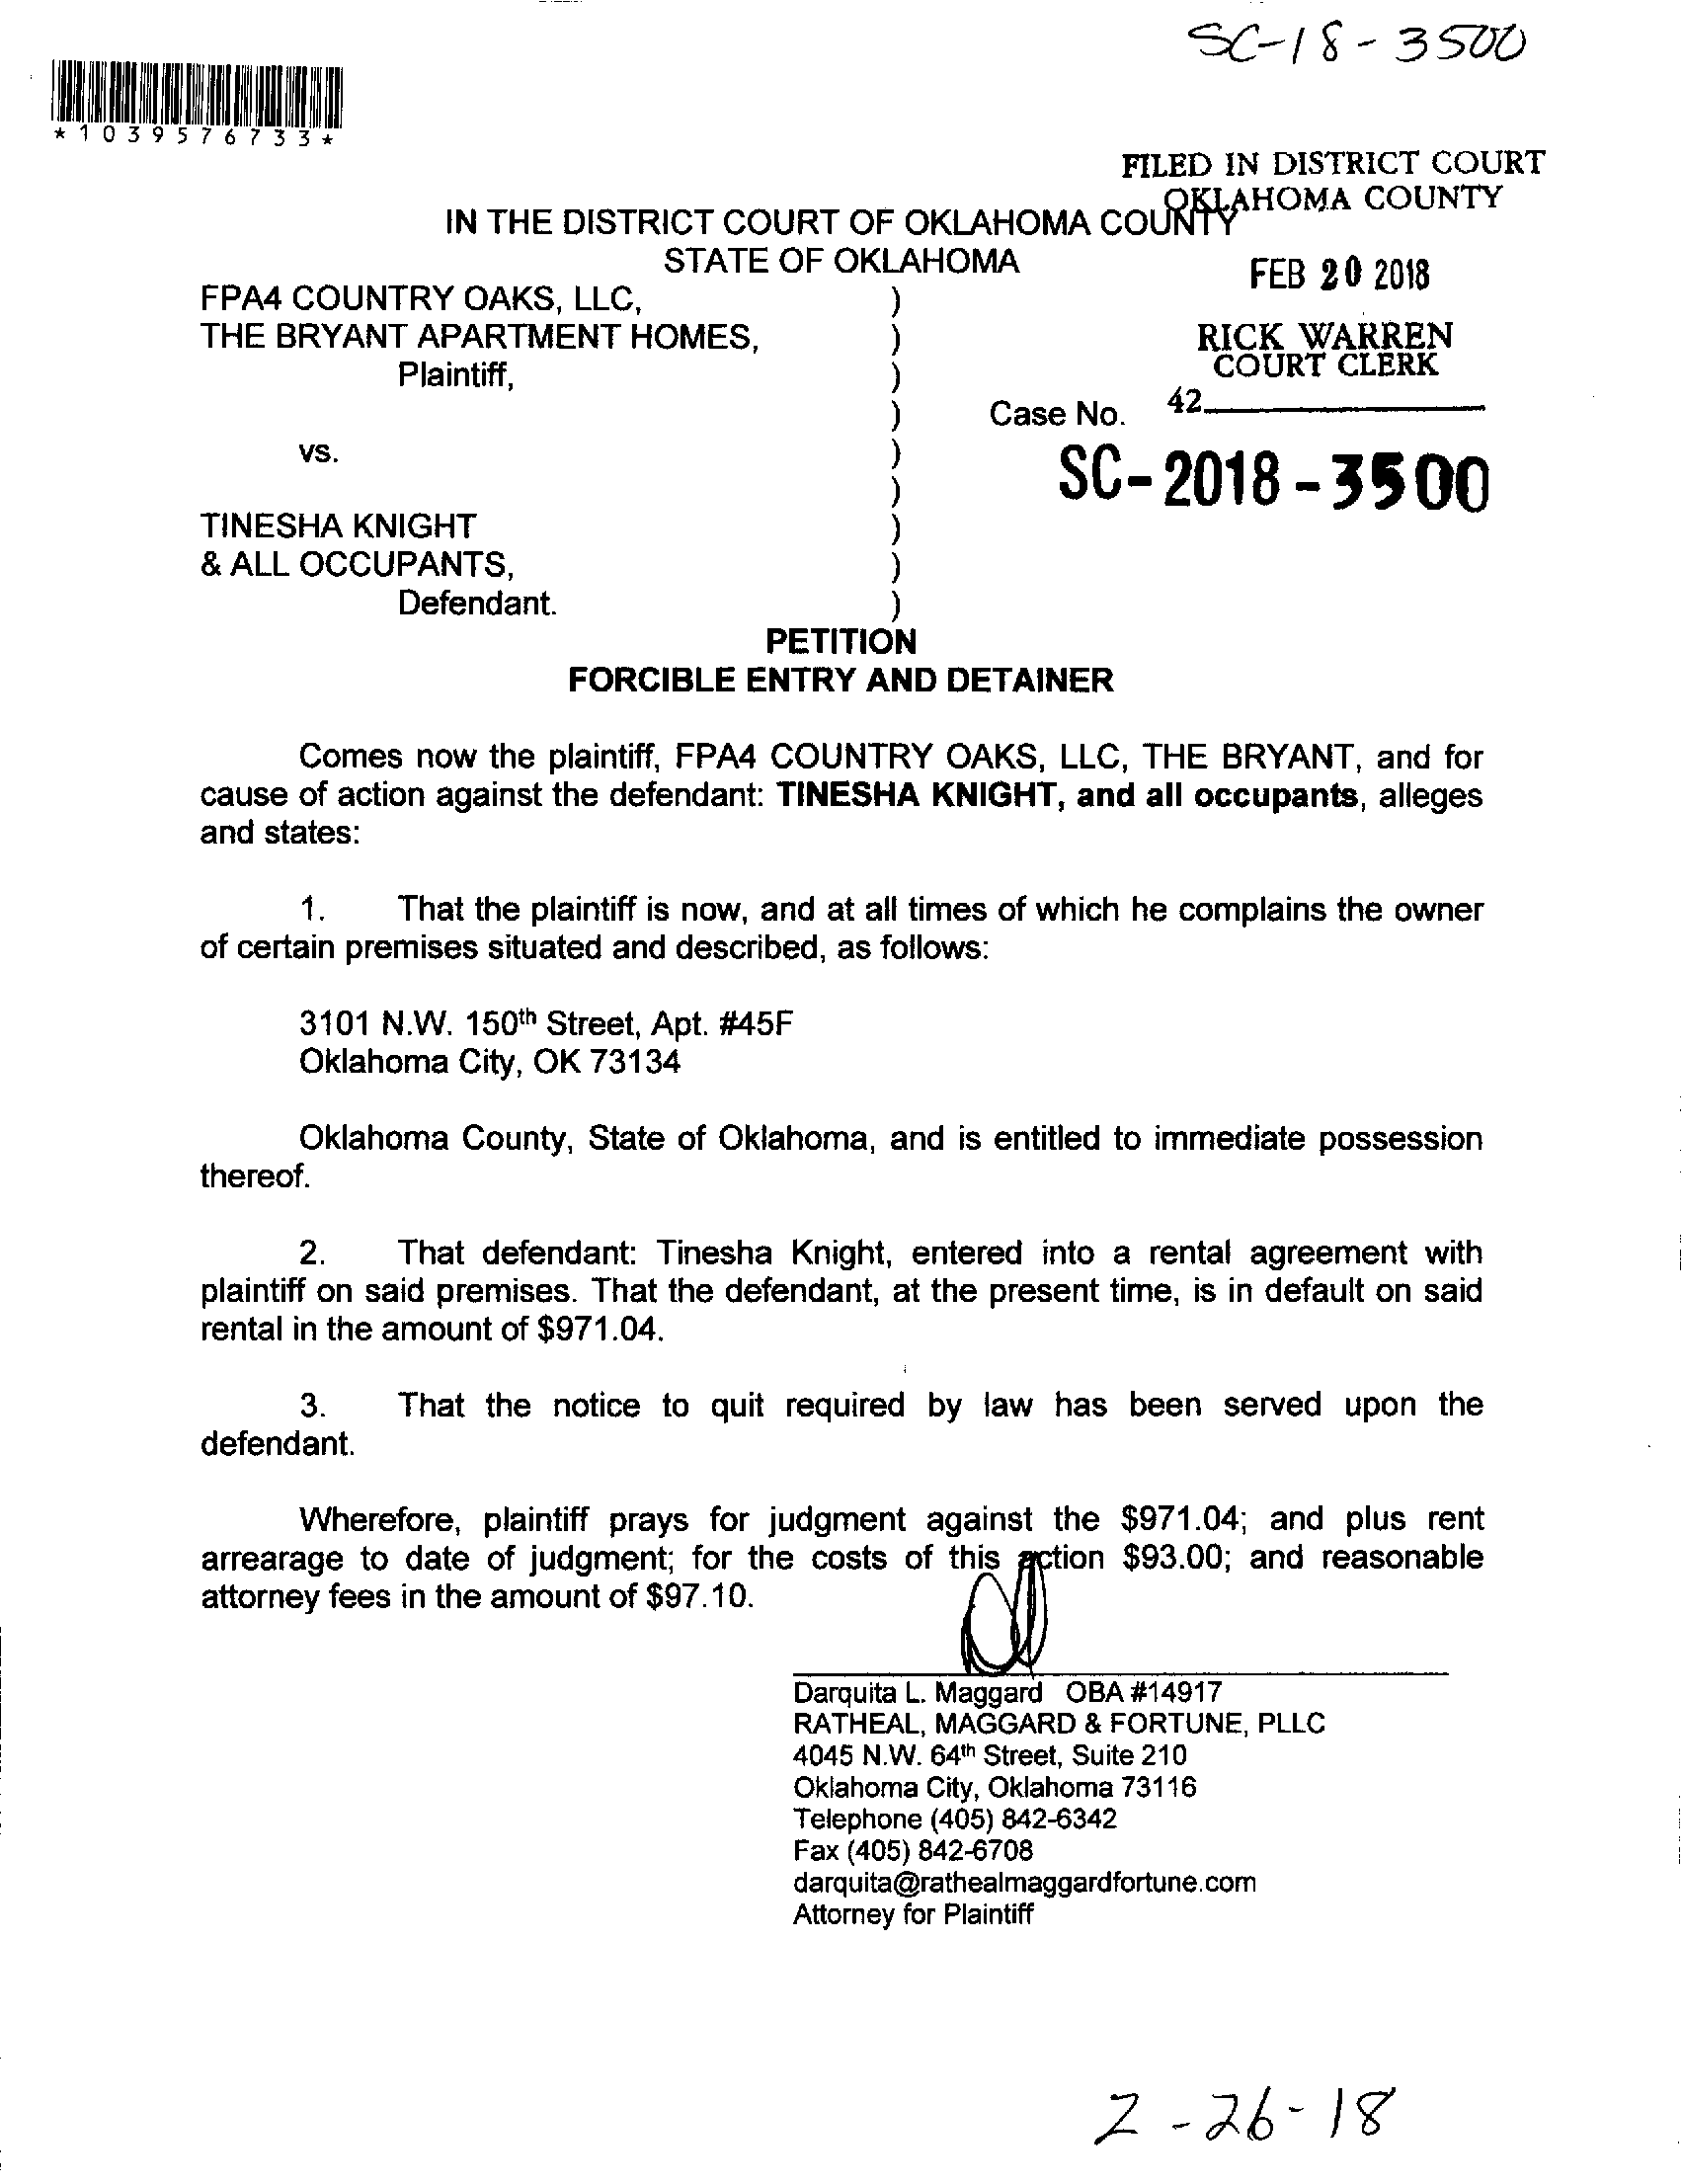 SC-18-3500
*1039576733*
FILED IN DISTRICT COURT
OKLAHOMA COUNTY
IN THE DISTRICT COURT OF OKLAHOMA COUNTY
STATE OF OKLAHOMA
FEB 20 2018
FPA4 COUNTRY OAKS, LLC, )
THE BRYANT APARTMENT HOMES, )
RICK WARREN
COURT CLERK
Plaintiff, )
) Case No. 42
vs. )
SC-2018-3500
)
TINESHA KNIGHT )
& ALL OCCUPANTS, )
Defendant. )
PETITION
FORCIBLE ENTRY AND DETAINER
Comes now the plaintiff, FPA4 COUNTRY OAKS, LLC, THE BRYANT, and for
cause of action against the defendant: TINESHA KNIGHT, and all occupants, alleges
and states:
1. That the plaintiff is now, and at all times of which he complains the owner
of certain premises situated and described, as follows:
3101 N.W. 150th Street, Apt. #45F
Oklahoma City, OK 73134
Oklahoma County, State of Oklahoma, and is entitled to immediate possession
thereof.
2. That defendant: Tinesha Knight, entered into a rental agreement with
plaintiff on said premises. That the defendant, at the present time, is in default on said
rental in the amount of $971.04.
3. That the notice to quit required by law has been served upon the
defendant.
Wherefore, plaintiff prays for judgment against the $971.04; and plus rent
arrearage to date of judgment; for the costs of this action $93.00; and reasonable
attorney fees in the amount of $97.10.
Darquita L. Maggard OBA #14917
RATHEAL, MAGGARD & FORTUNE, PLLC
4045 N.W. 64th Street, Suite 210
Oklahoma City, Oklahoma 73116
Telephone (405) 842-6342
Fax (405) 842-6708
darquita@rathealmaggardfortune.com
Attorney for Plaintiff
2-26-18